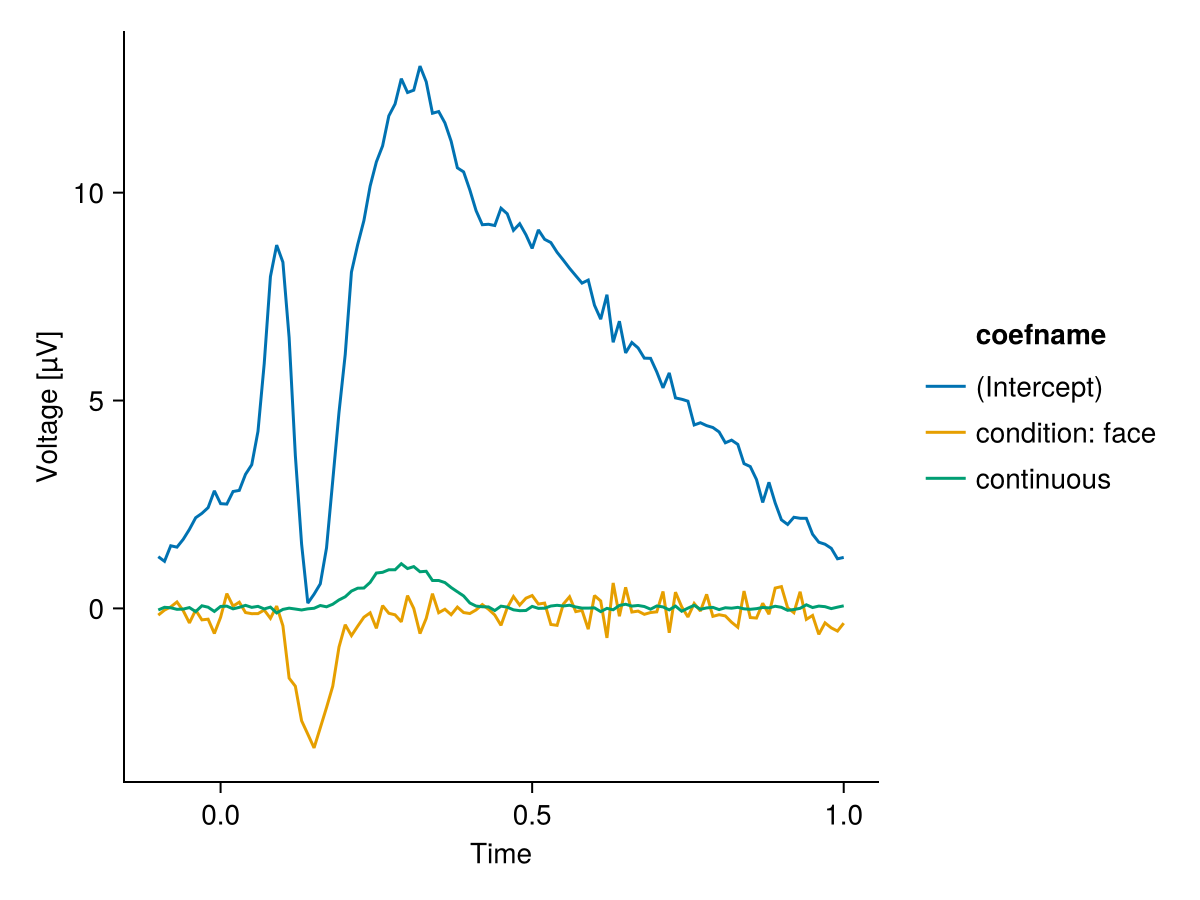 10
5
0
Voltage [µV]
0.0
0.5
1.0
Time
coefname
(Intercept)
condition: face
continuous